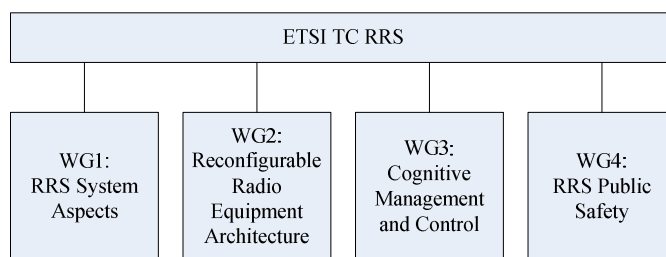 ETSI TC RRS
WG1:
RRS System
Aspects
WG2:
Reconfigurable
Radio
Equipment
Architecture
WG3:
Cognitive
Management
and Control
WG4:
RRS Public
Safety